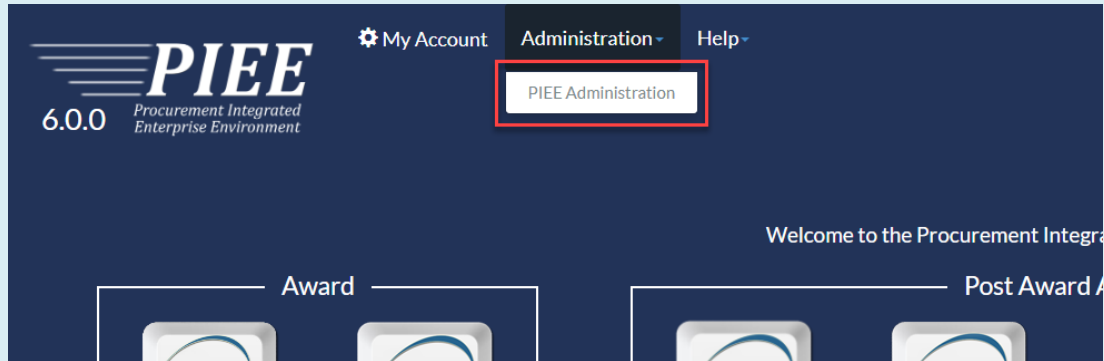 My Account Administration Help
PIEE
Procurement Integrated
Enterprise Environment
6.0.0
PIEE Administration
Welcome to the Procurement
Award
Post Award